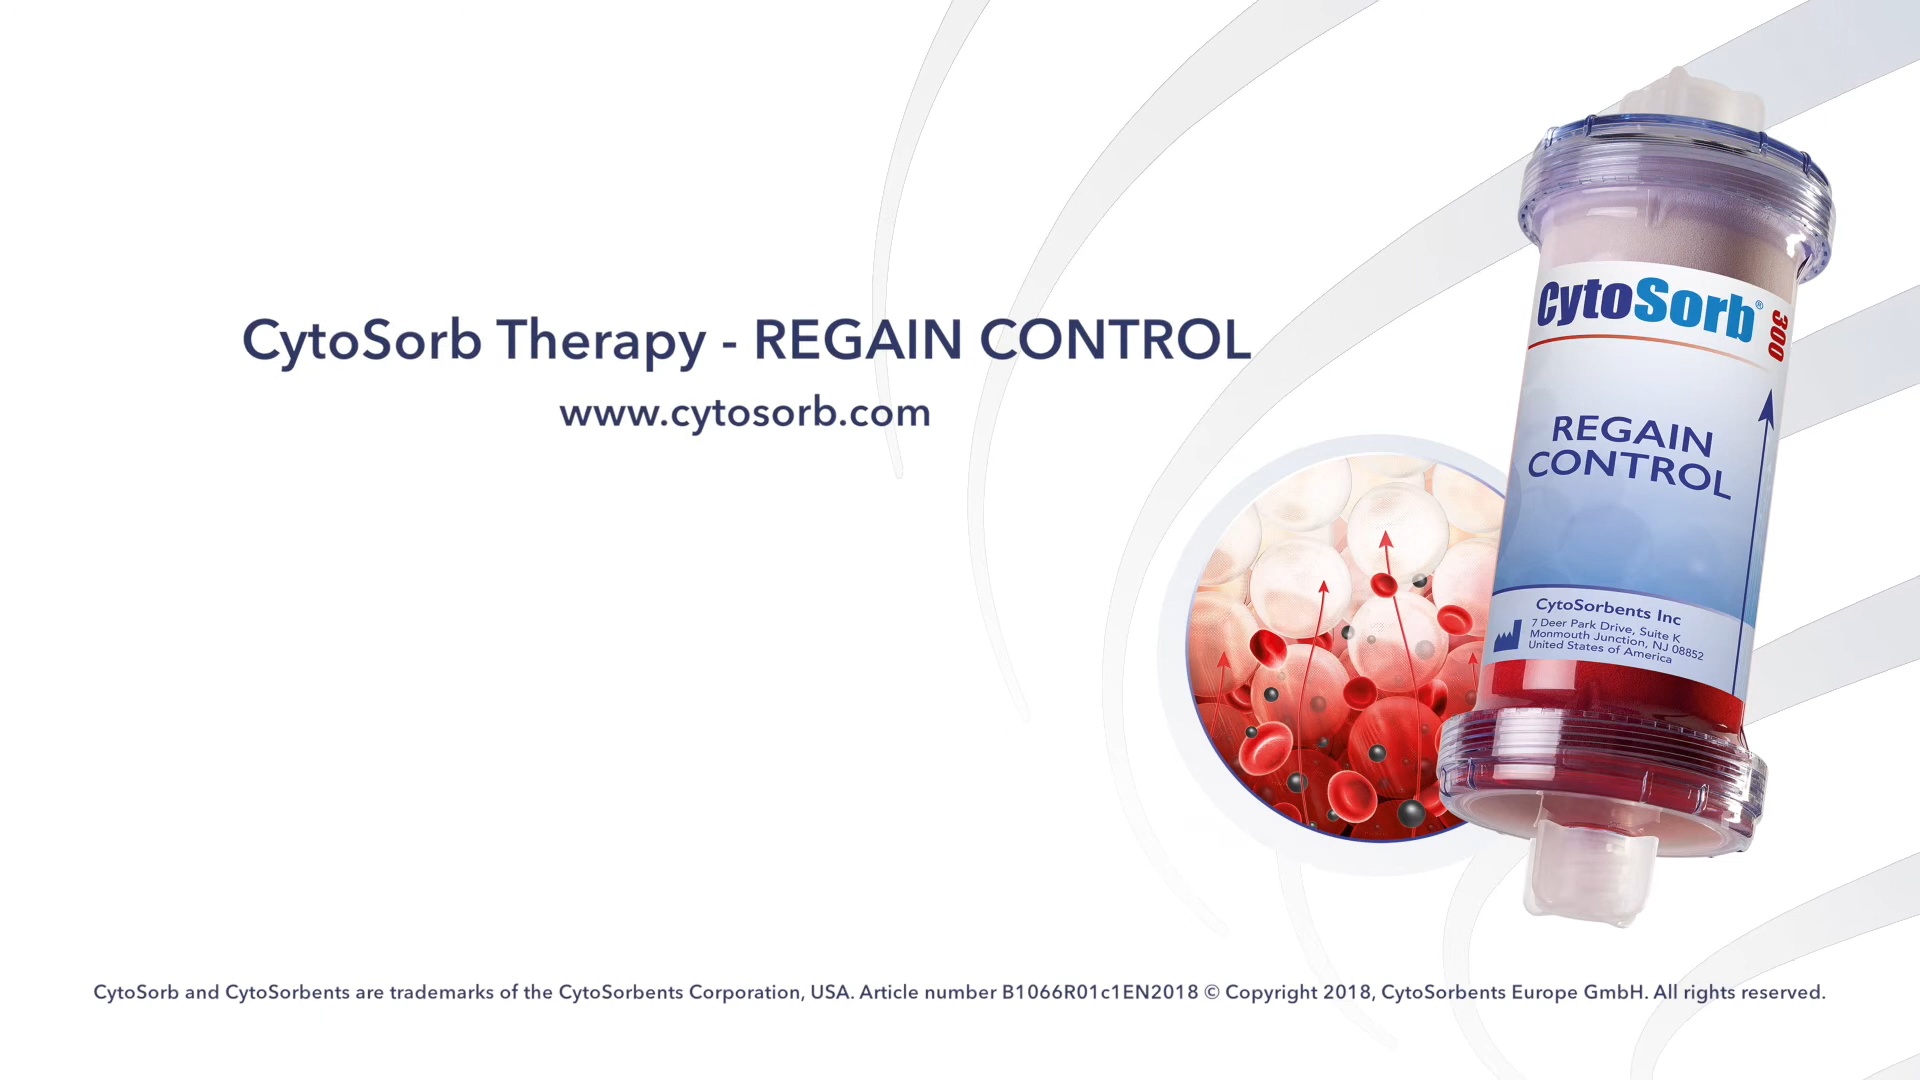 CytoSorb Therapy - REGAIN CONTROL
www.cytosorb.com
CytoSorb®
300
REGAIN
CONTROL
CytoSorbents Inc
7 Deer Park Drive, Suite K
Monmouth Junction, NJ 08852
United States of America
CytoSorb and CytoSorbents are trademarks of the CytoSorbents Corporation, USA. Article number B1066R01c1EN2018 © Copyright 2018, CytoSorbents Europe GmbH. All rights reserved.